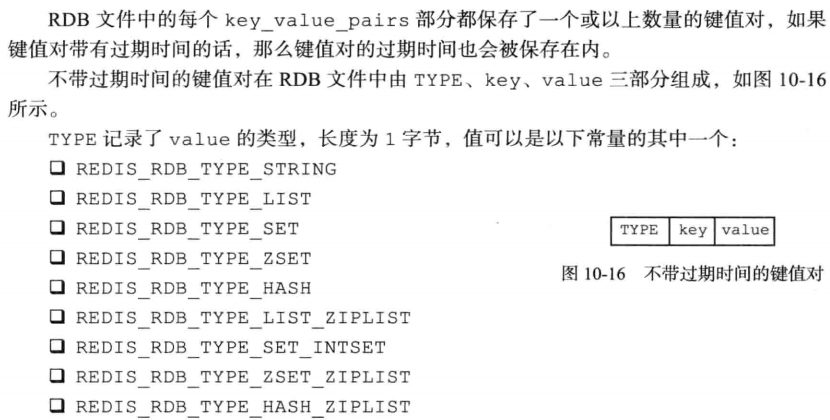 RDB 文件中的每个 key_value_pairs 部分都保存了一个或以上数量的键值对，如果
键值对带有过期时间的话，那么键值对的过期时间也会被保存在内。
不带过期时间的键值对在 RDB 文件中由 TYPE、key、value 三部分组成，如图 10-16
所示。
TYPE 记录了 value 的类型，长度为 1 字节，值可以是以下常量的其中一个：
❑ REDIS_RDB_TYPE_STRING
❑ REDIS_RDB_TYPE_LIST
❑ REDIS_RDB_TYPE_SET
❑ REDIS_RDB_TYPE_ZSET
❑ REDIS_RDB_TYPE_HASH
❑ REDIS_RDB_TYPE_LIST_ZIPLIST
❑ REDIS_RDB_TYPE_SET_INTSET
❑ REDIS_RDB_TYPE_ZSET_ZIPLIST
❑ REDIS_RDB_TYPE_HASH_ZIPLIST
TYPE key value
图 10-16 不带过期时间的键值对